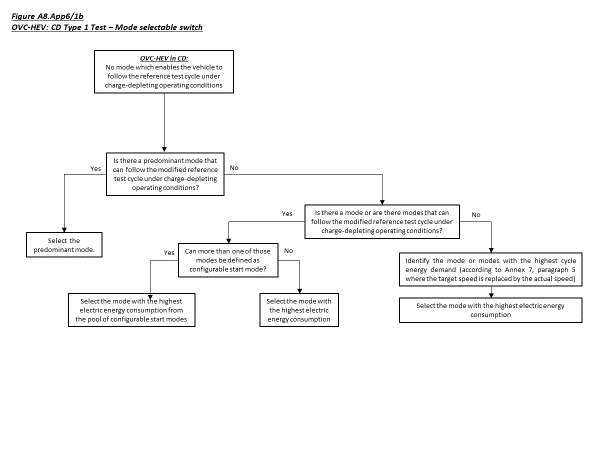 Figure A8.App6/1b
OVC-HEV: CD Type 1 Test – Mode selectable switch
OVC-HEV in CD:
No mode which enables the vehicle to
follow the reference test cycle under
charge-depleting operating conditions
Is there a predominant mode that
can follow the modified reference
test cycle under charge-depleting
operating conditions?
Yes
No
Select the
predominant mode.
Is there a mode or are there modes that can
follow the modified reference test cycle under
charge-depleting operating conditions?
Yes
No
Can more than one of those
modes be defined as
configurable start mode?
Yes
No
Identify the mode or modes with the highest cycle
energy demand (according to Annex 7, paragraph 5
where the target speed is replaced by the actual speed)
Select the mode with the highest
electric energy consumption from
the pool of configurable start modes
Select the mode with
the highest electric
energy consumption
Select the mode with the highest electric energy
consumption